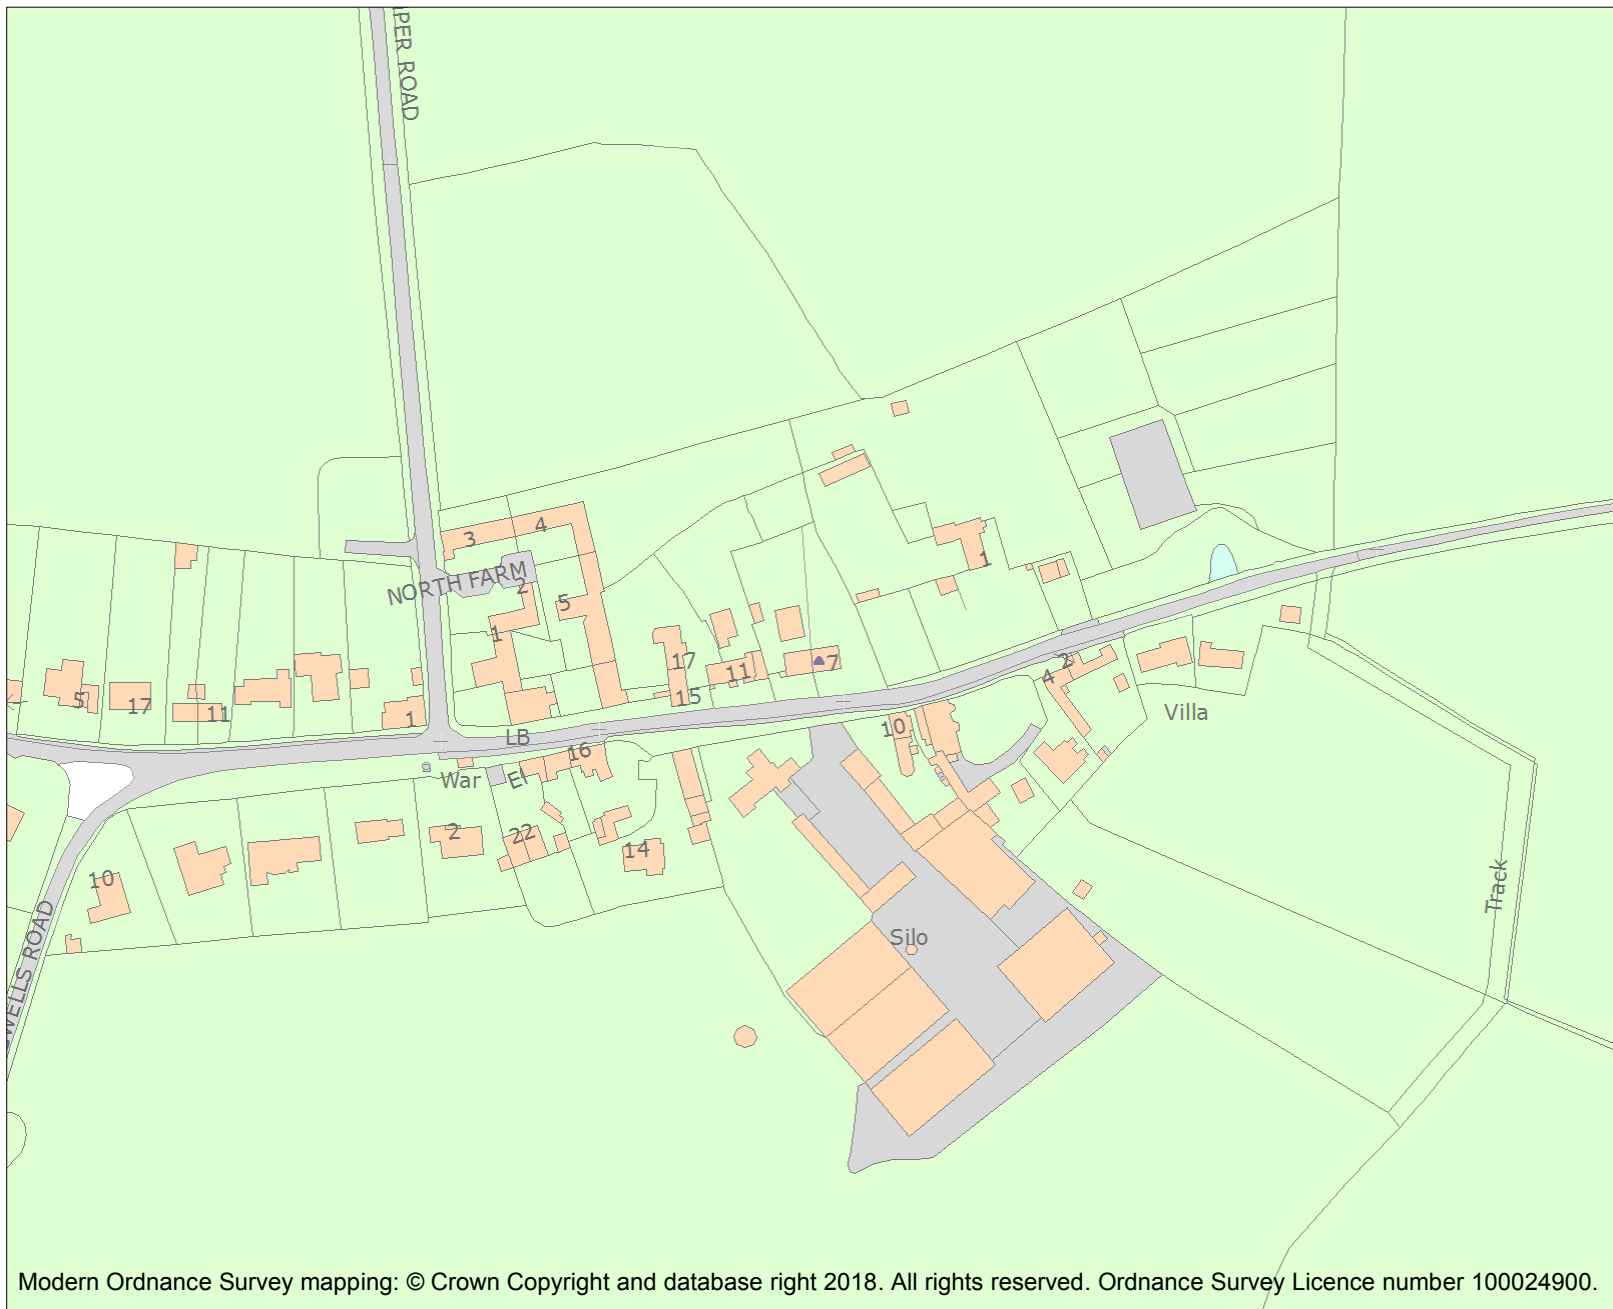 PER ROAD
4
3
NORTH FARM
2
1
5
1
17
11
7
15
2
4
5
17
11
1
Villa
10
LB
16
War
El
2
22
14
10
Track
Silo
WELLS ROAD
Modern Ordnance Survey mapping: © Crown Copyright and database right 2018. All rights reserved. Ordnance Survey Licence number 100024900.